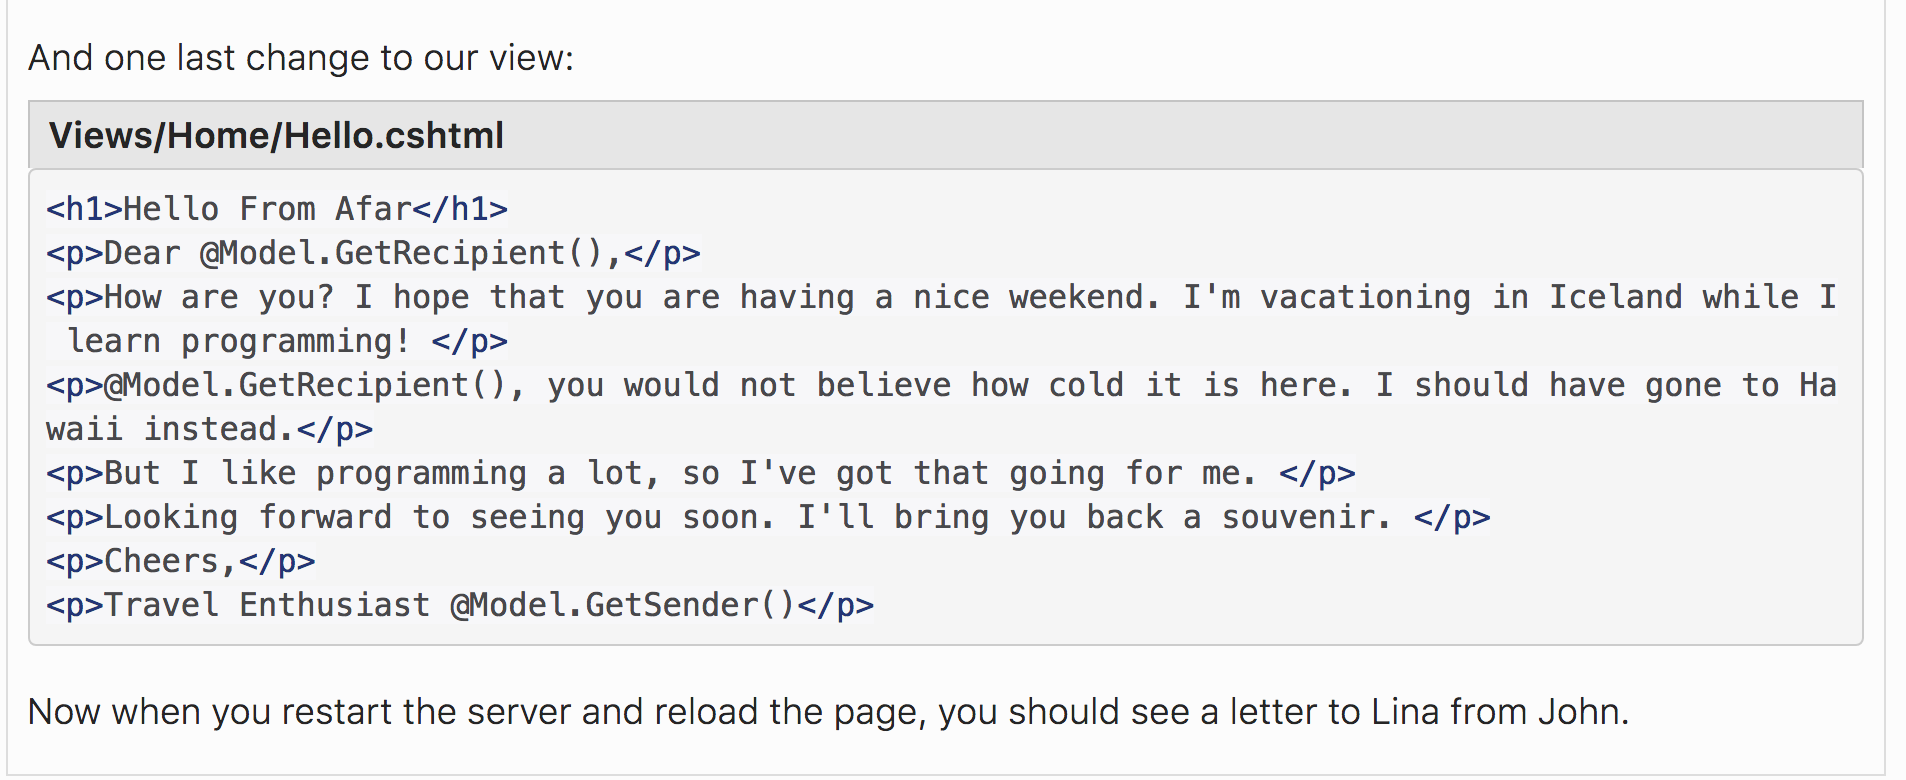 And one last change to our view:
Views/Home/Hello.cshtml
<h1>Hello From Afar</h1>
<p>Dear @Model.GetRecipient(),</p>
<p>How are you? I hope that you are having a nice weekend. I'm vacationing in Iceland while I
 learn programming! </p>
<p>@Model.GetRecipient(), you would not believe how cold it is here. I should have gone to Ha
waii instead.</p>
<p>But I like programming a lot, so I've got that going for me. </p>
<p>Looking forward to seeing you soon. I'll bring you back a souvenir. </p>
<p>Cheers,</p>
<p>Travel Enthusiast @Model.GetSender()</p>
Now when you restart the server and reload the page, you should see a letter to Lina from John.